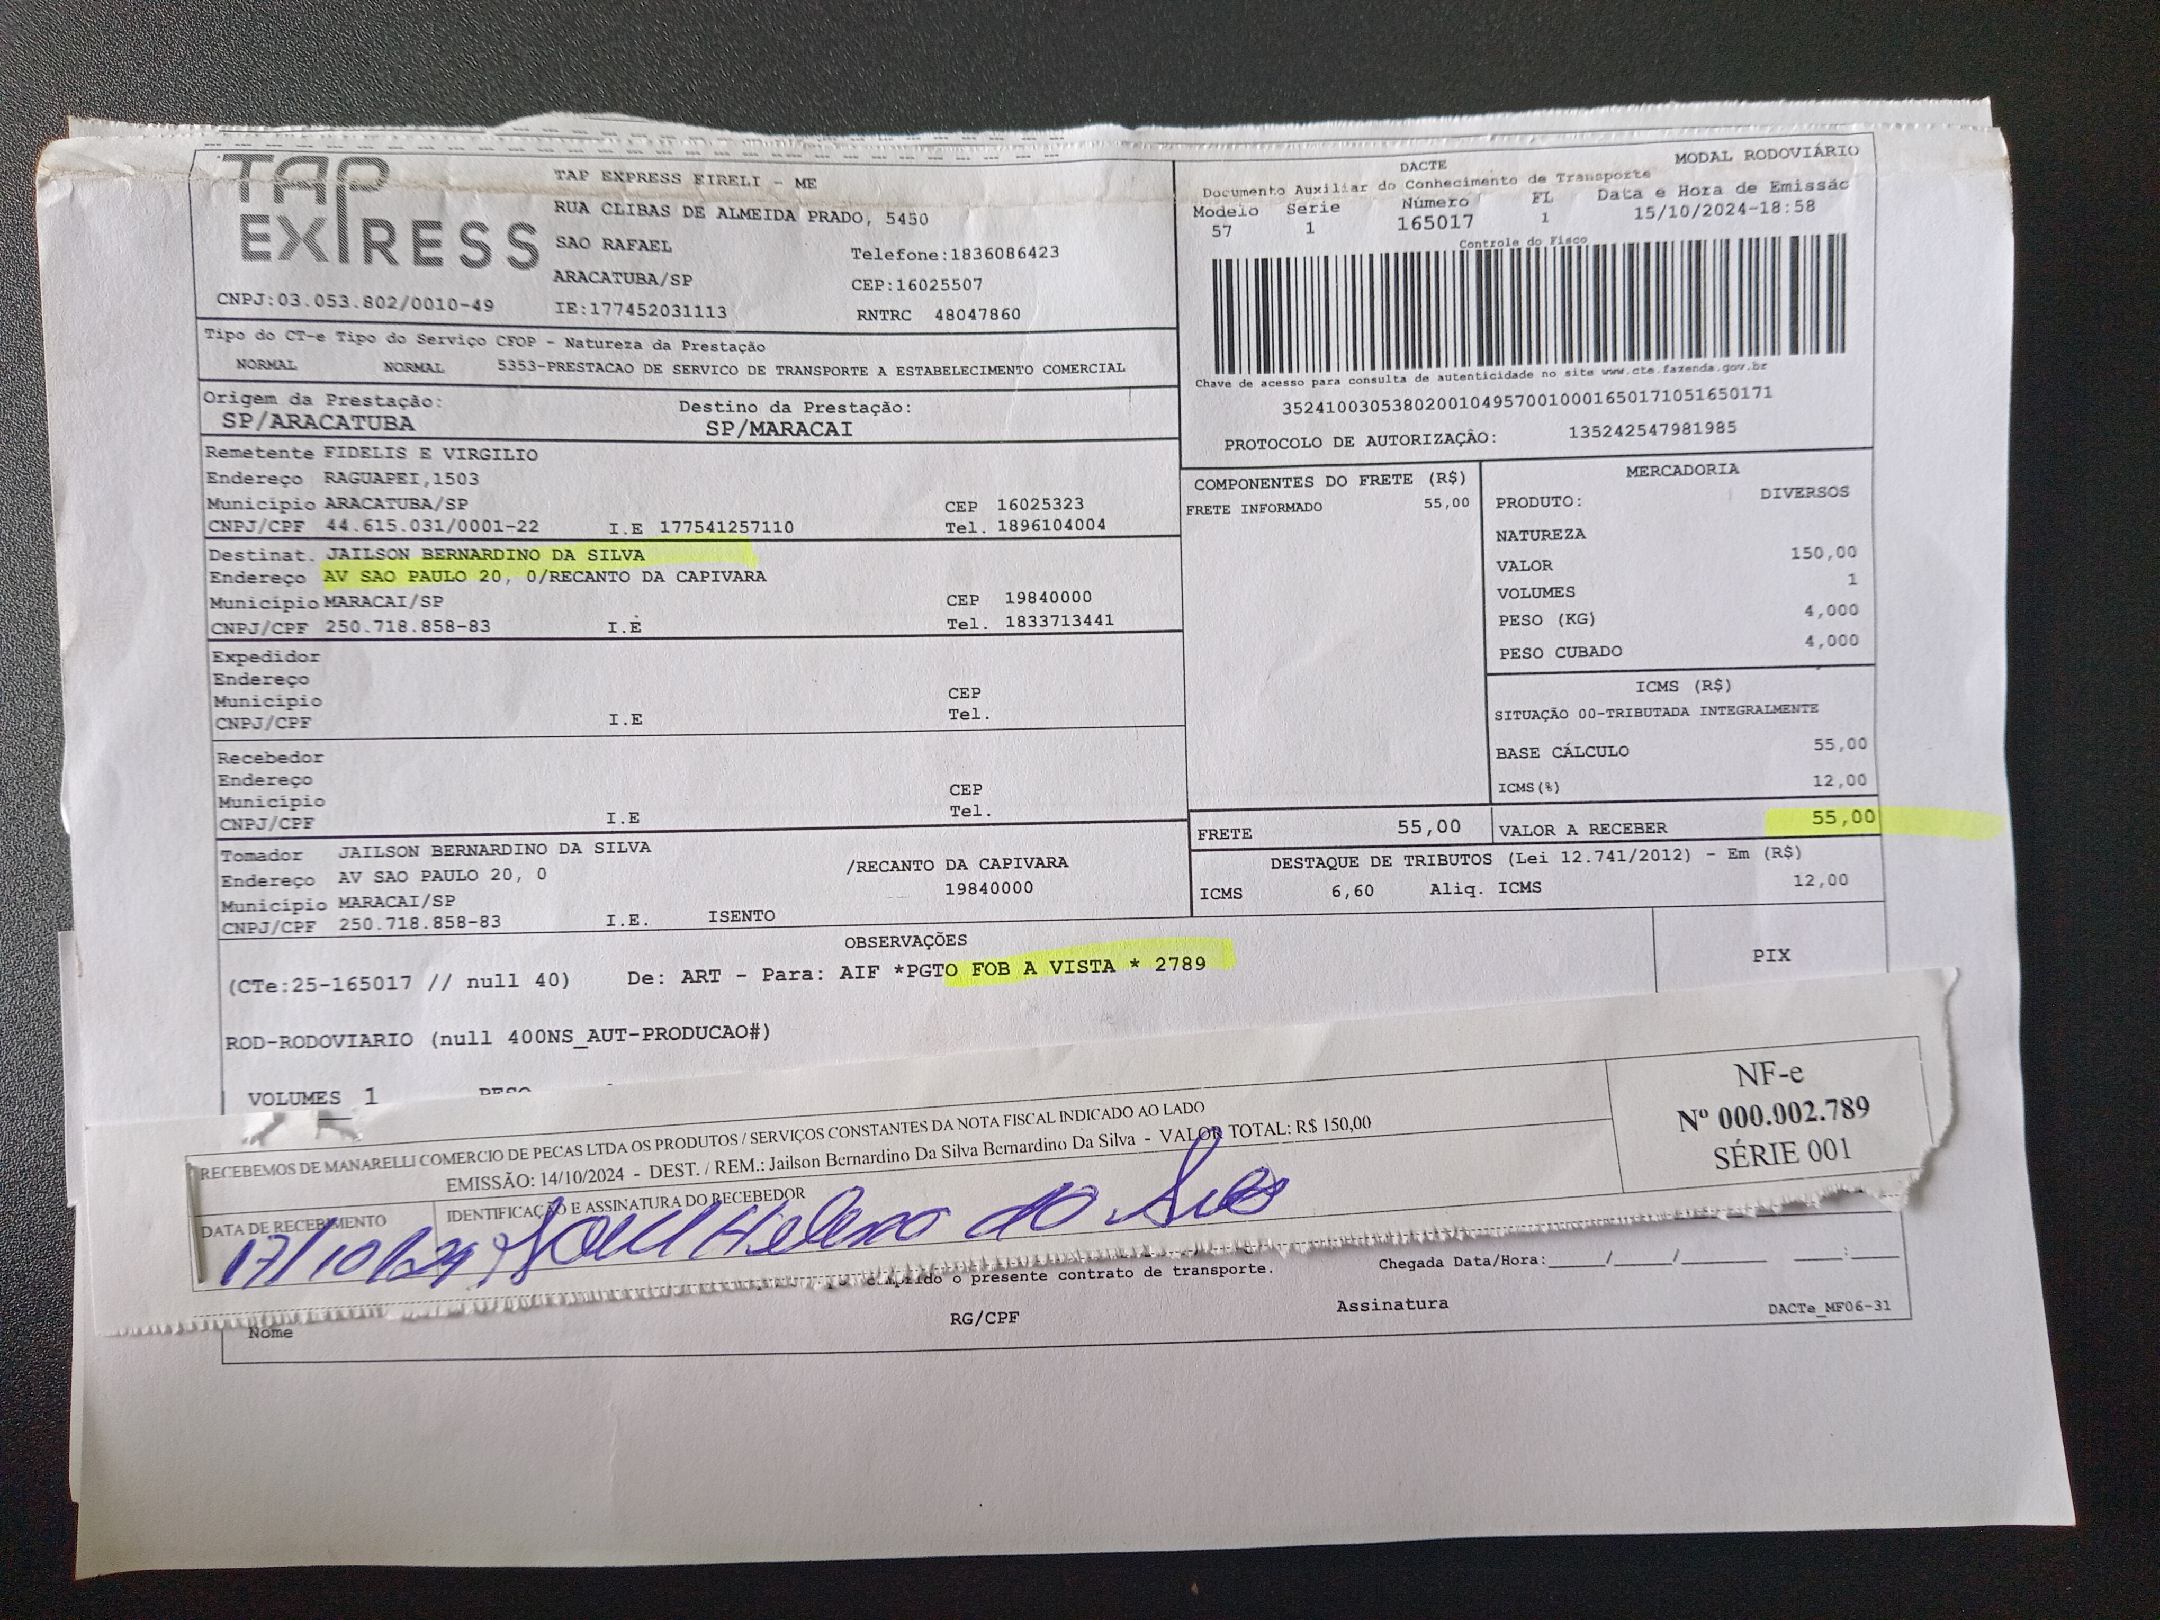 TAP
EXPRESS
CNPJ:03.053.802/0010-49
TAP EXPRESS EIRELI - ME
RUA CLIBAS DE ALMEIDA PRADO, 5450
SAO RAFAEL
Telefone:1836086423
ARACATUBA/SP
CEP:16025507
IE:177452031113
RNTRC 48047860
DACTE
MODAL RODOVIÁRIO
Documento Auxiliar do Conhecimento de Transporte
Modelo Serie Número FL Data e Hora de Emissão
57 1 165017 1 15/10/2024-18:58
Controle do Fisco
Chave de acesso para consulta de autenticidade no site www.cte.fazenda.gov.br
35241003053802001049570010001650171051650171
PROTOCOLO DE AUTORIZAÇÃO: 135242547981985
Tipo do CT-e Tipo do Serviço CFOP - Natureza da Prestação
NORMAL NORMAL 5353-PRESTACAO DE SERVICO DE TRANSPORTE A ESTABELECIMENTO COMERCIAL
Origem da Prestação: Destino da Prestação:
SP/ARACATUBA SP/MARACAI
Remetente FIDELIS E VIRGILIO
Endereço RAGUAPEI,1503
Município ARACATUBA/SP CEP 16025323
CNPJ/CPF 44.615.031/0001-22 I.E 177541257110 Tel. 1896104004
Destinat. JAILSON BERNARDINO DA SILVA
Endereço AV SAO PAULO 20, 0/RECANTO DA CAPIVARA
Município MARACAI/SP CEP 19840000
CNPJ/CPF 250.718.858-83 I.E Tel. 1833713441
Expedidor
Endereço
Município CEP
CNPJ/CPF I.E Tel.
Recebedor
Endereço
Município CEP
CNPJ/CPF I.E Tel.
Tomador JAILSON BERNARDINO DA SILVA
Endereço AV SAO PAULO 20, 0 /RECANTO DA CAPIVARA
Município MARACAI/SP 19840000
CNPJ/CPF 250.718.858-83 I.E. ISENTO
COMPONENTES DO FRETE (R$)
FRETE INFORMADO 55,00
MERCADORIA
PRODUTO: DIVERSOS
NATUREZA
VALOR 150,00
VOLUMES 1
PESO (KG) 4,000
PESO CUBADO 4,000
ICMS (R$)
SITUAÇÃO 00-TRIBUTADA INTEGRALMENTE
BASE CÁLCULO 55,00
ICMS(%) 12,00
FRETE 55,00 VALOR A RECEBER 55,00
DESTAQUE DE TRIBUTOS (Lei 12.741/2012) - Em (R$)
ICMS 6,60 Aliq. ICMS 12,00
OBSERVAÇÕES
(CTe:25-165017 // null 40) De: ART - Para: AIF *PGTO FOB A VISTA * 2789
PIX
ROD-RODOVIARIO (null 400NS_AUT-PRODUCAO#)
VOLUMES 1 PESO
RECEBEMOS DE MANARELLI COMERCIO DE PECAS LTDA OS PRODUTOS / SERVIÇOS CONSTANTES DA NOTA FISCAL INDICADO AO LADO
EMISSÃO: 14/10/2024 - DEST. / REM.: Jailson Bernardino Da Silva Bernardino Da Silva - VALOR TOTAL: R$ 150,00
NF-e
Nº 000.002.789
SÉRIE 001
DATA DE RECEBIMENTO
IDENTIFICAÇÃO E ASSINATURA DO RECEBEDOR
17/10/24
Helena da Silva
o presente contrato de transporte.
Chegada Data/Hora:_____/_____/_______ ____:____
Nome RG/CPF Assinatura DACTe_MF06-31